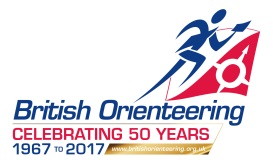 British Orienteering
CELEBRATING 50 YEARS
1967 TO 2017 www.britishorienteering.org.uk